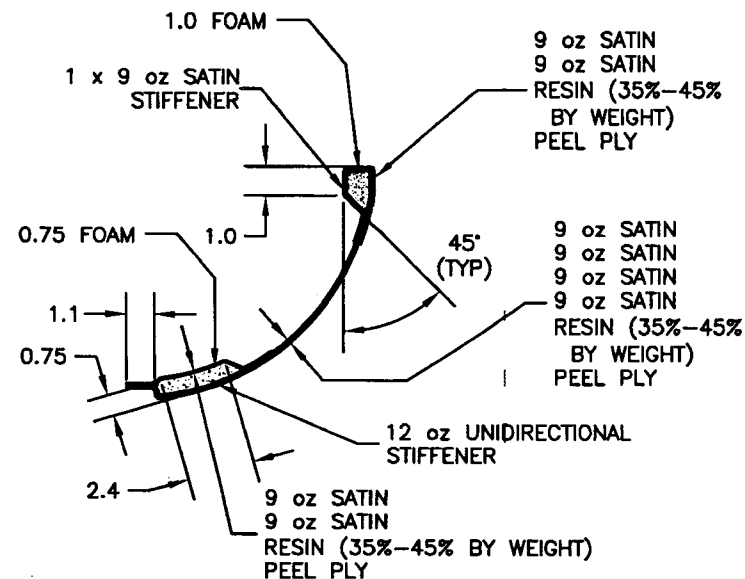 1.0 FOAM
1 x 9 oz SATIN
STIFFENER
9 oz SATIN
9 oz SATIN
RESIN (35%-45%
BY WEIGHT)
PEEL PLY
0.75 FOAM
1.0
45°
(TYP)
9 oz SATIN
9 oz SATIN
9 oz SATIN
9 oz SATIN
RESIN (35%-45%
BY WEIGHT)
PEEL PLY
1.1
0.75
12 oz UNIDIRECTIONAL
STIFFENER
2.4
9 oz SATIN
9 oz SATIN
RESIN (35%-45% BY WEIGHT)
PEEL PLY